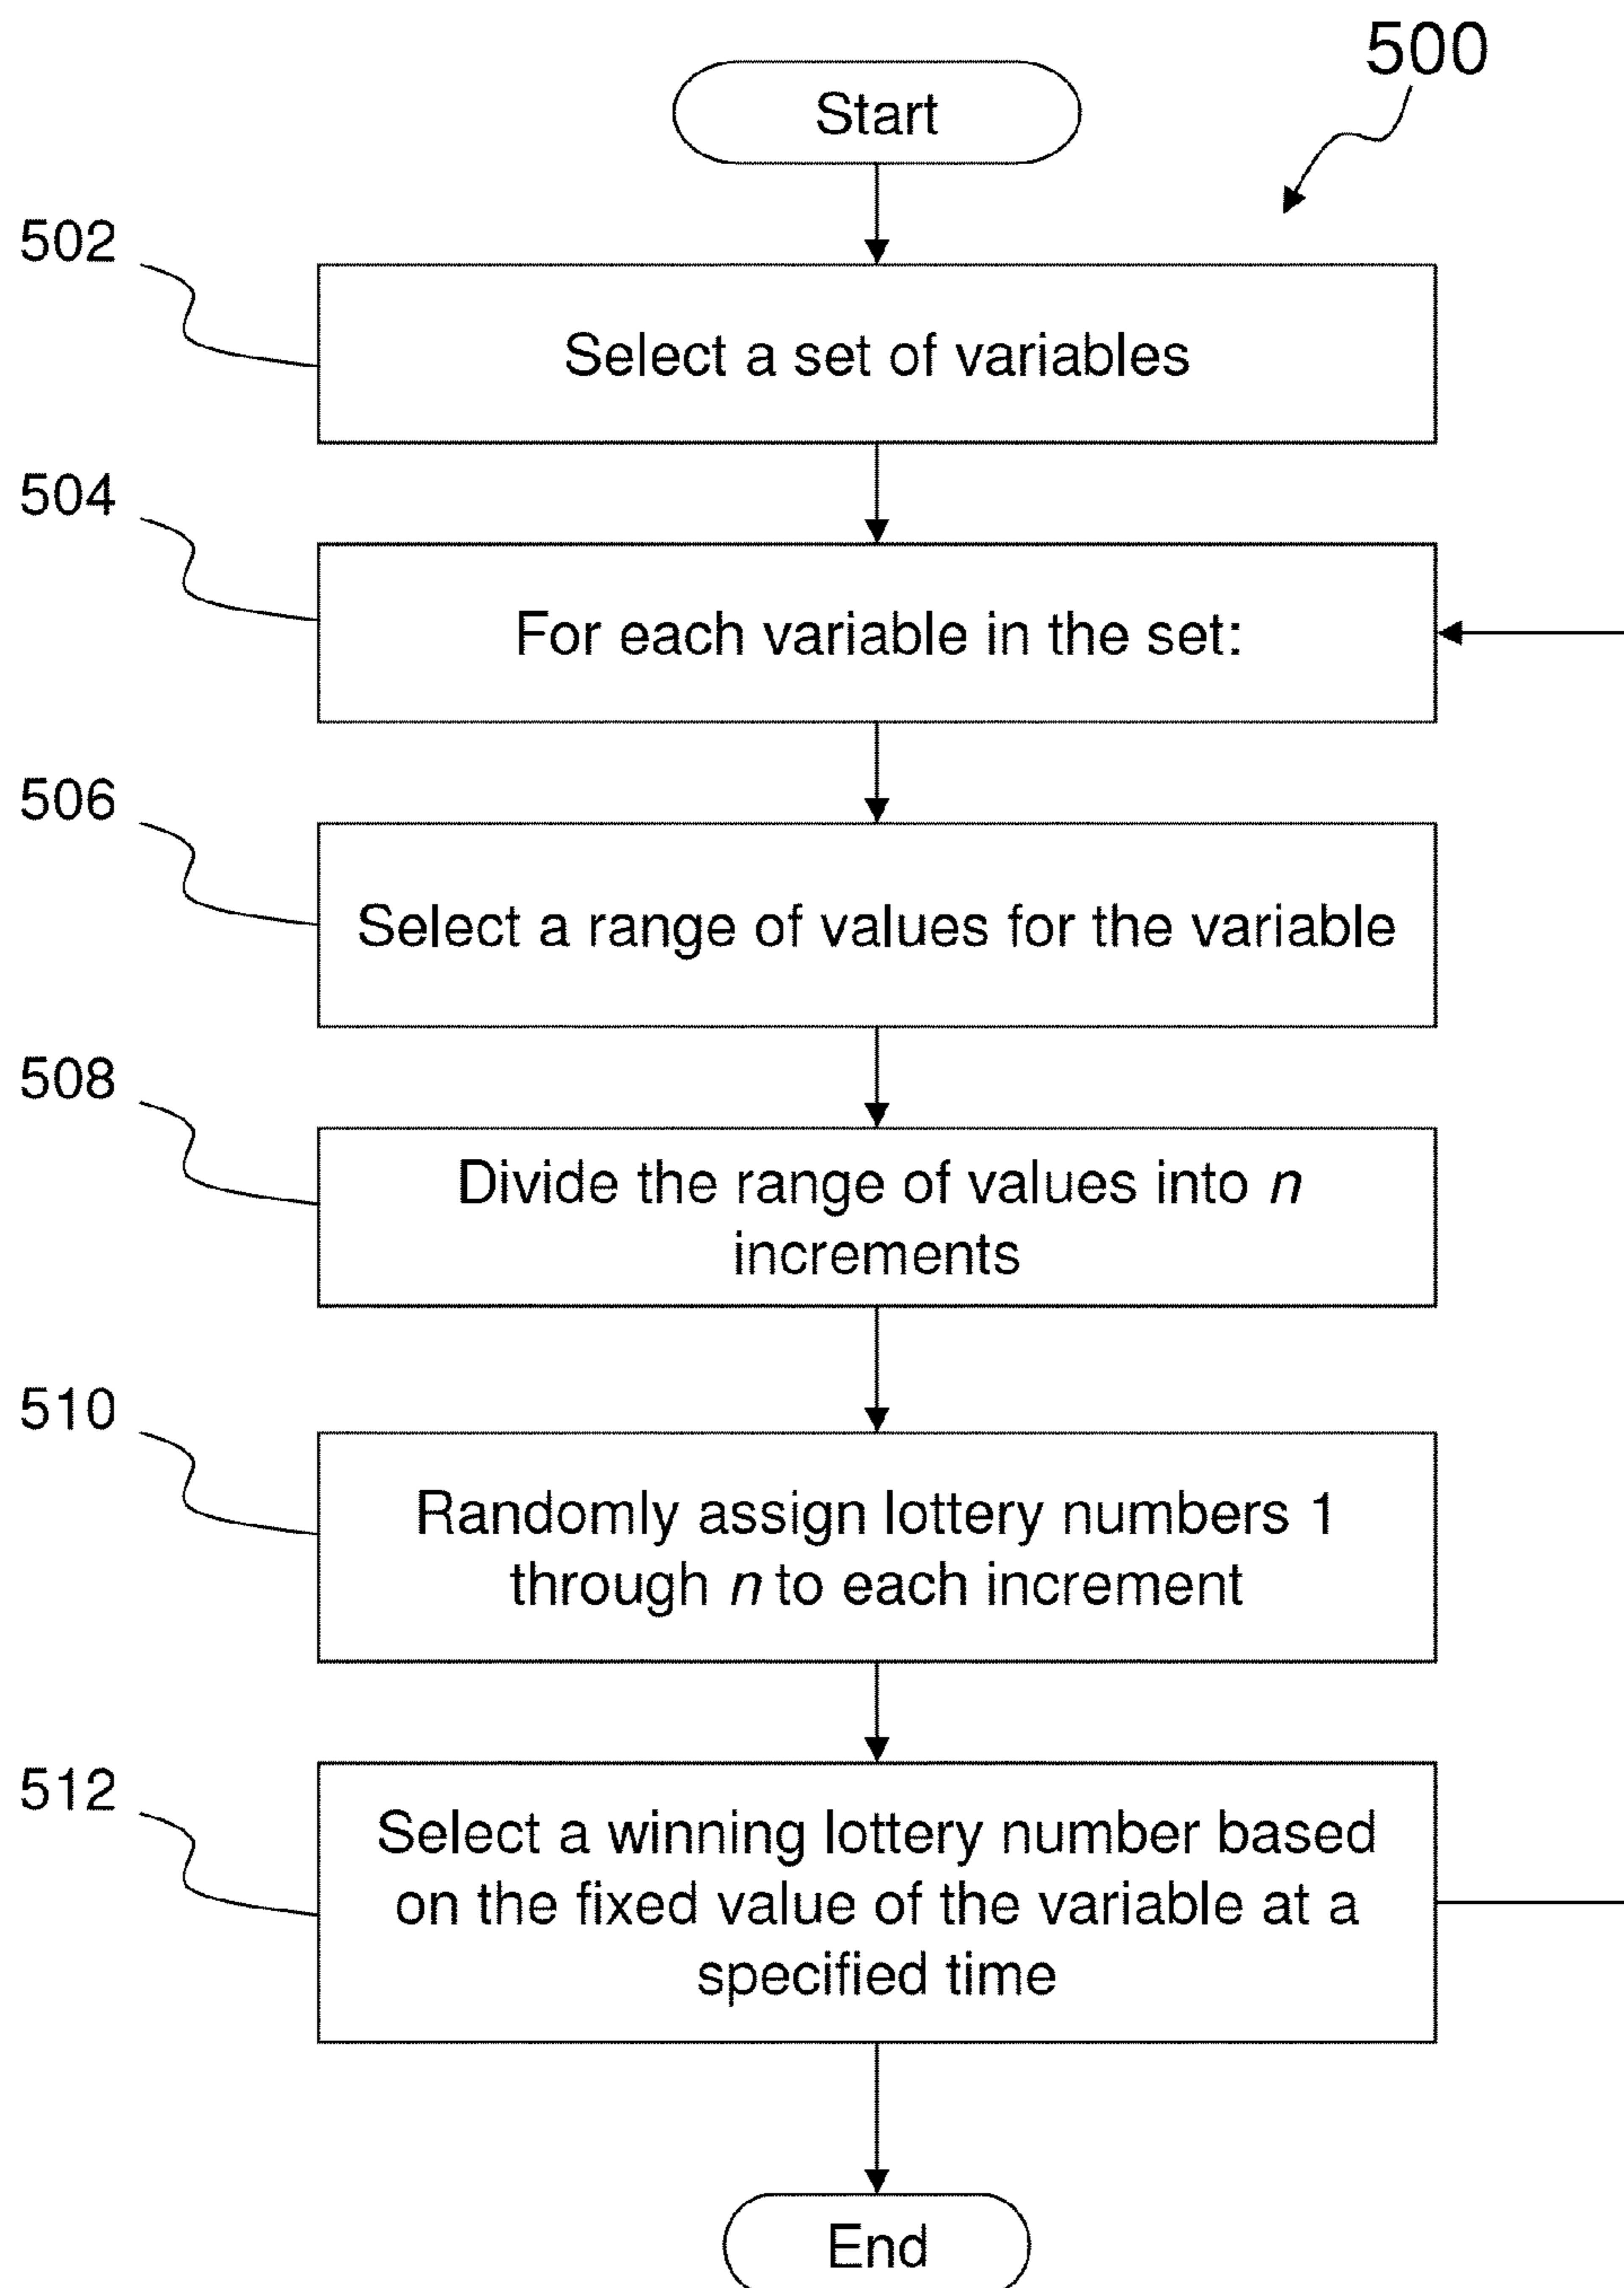 500
Start
502
Select a set of variables
504
For each variable in the set:
506
Select a range of values for the variable
508
Divide the range of values into n
increments
510
Randomly assign lottery numbers 1
through n to each increment
512
Select a winning lottery number based
on the fixed value of the variable at a
specified time
End